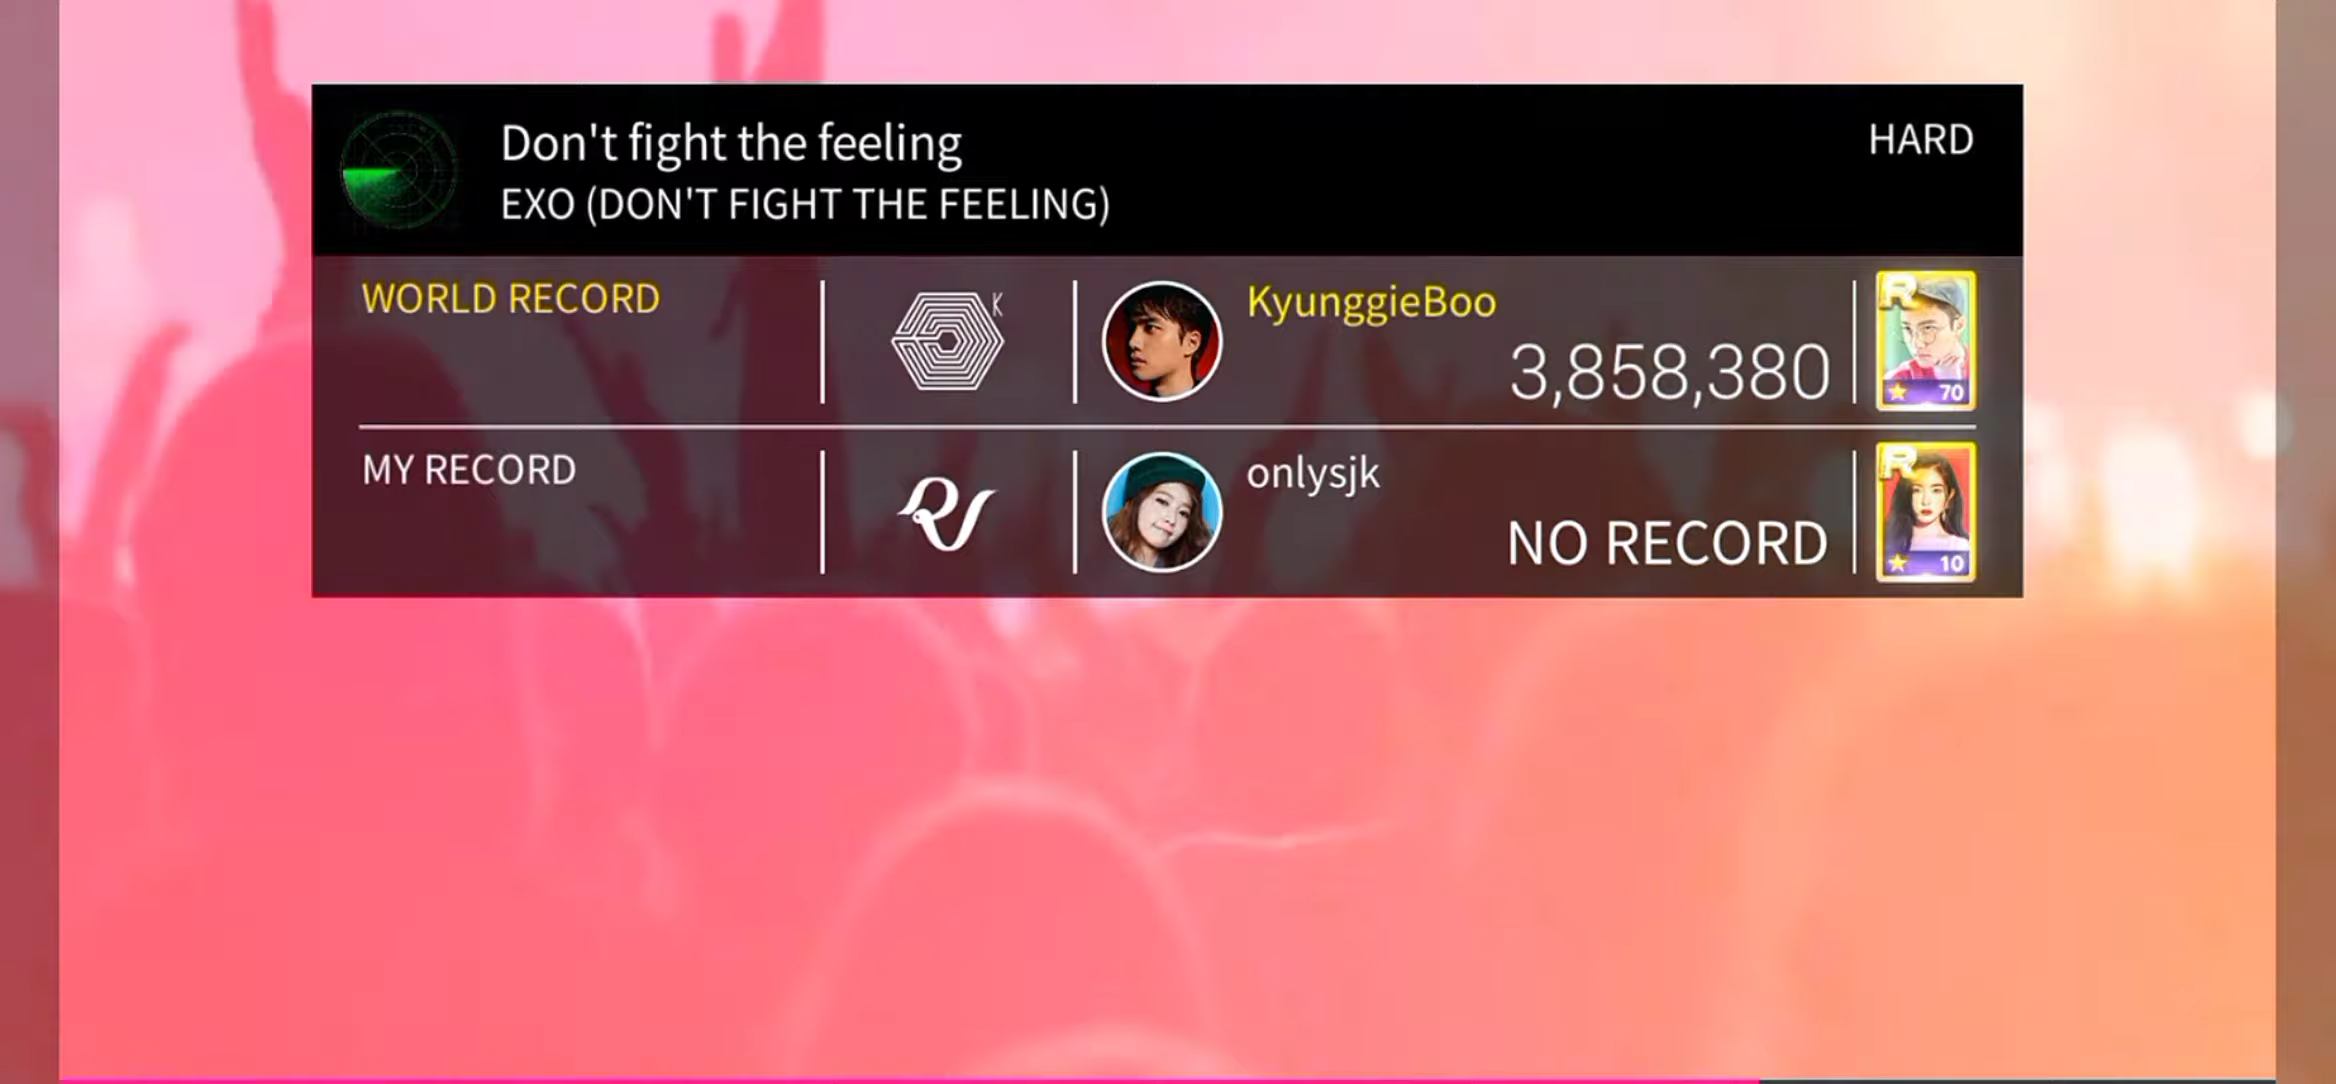 Don't fight the feeling
HARD
EXO (DON'T FIGHT THE FEELING)
WORLD RECORD
K
KyunggieBoo
3,858,380
R
70
MY RECORD
onlysjk
NO RECORD
R
10